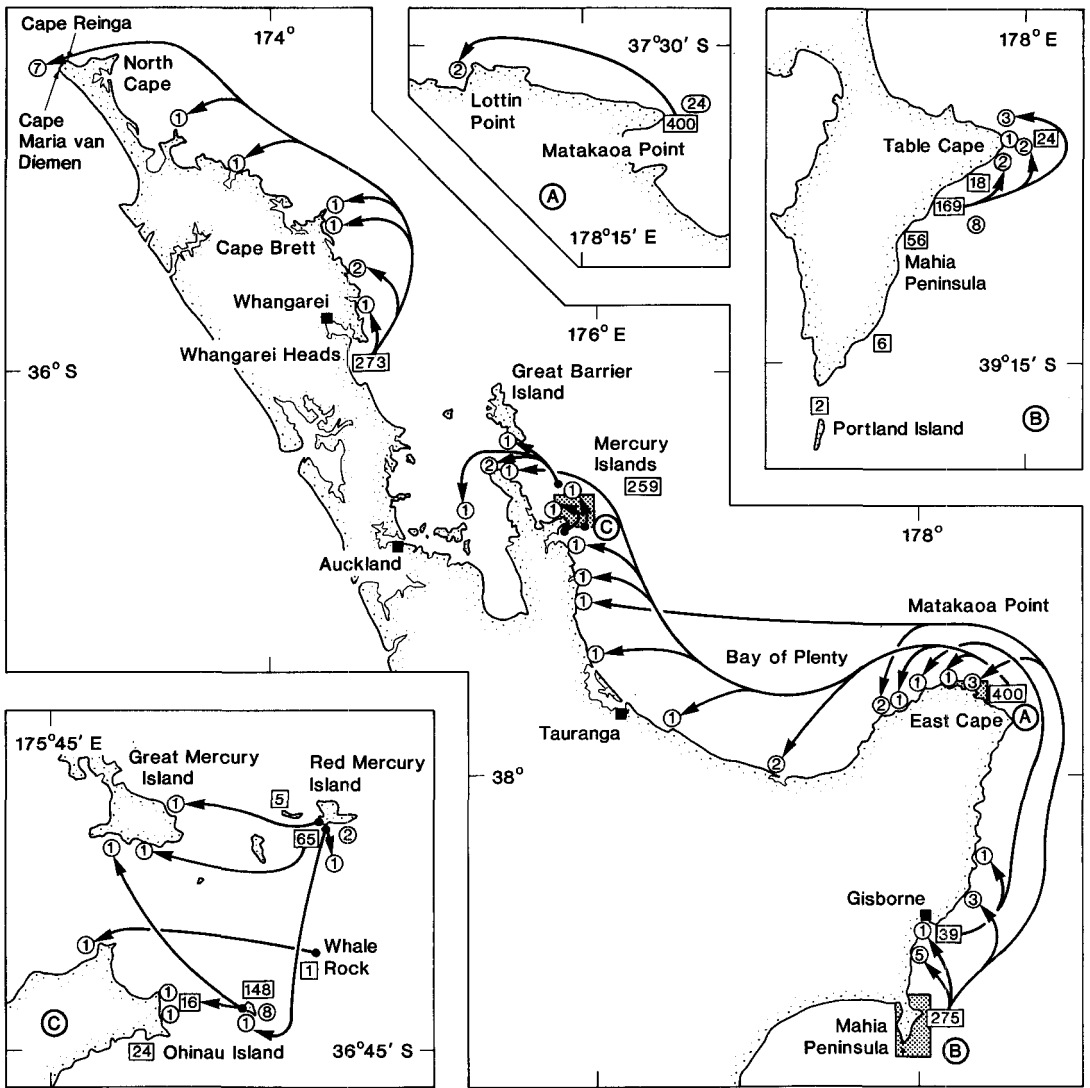 Cape Reinga
174°
7
North
Cape
Cape
Maria van
Diemen
1
1
1
Cape Brett
1
2
Whangarei
1
Whangarei Heads
273
36° S
37°30′ S
2
Lottin
Point
24
400
Matakaoa Point
A
178°15′ E
178° E
3
Table Cape
1
2
24
2
18
169
8
56
Mahia
Peninsula
6
39°15′ S
2
Portland Island
B
176° E
Great Barrier
Island
1
2
1
Mercury
Islands
259
1
1
1
C
Auckland
1
1
1
1
Bay of Plenty
Tauranga
1
2
178°
Matakaoa Point
2
1
1
1
3
400
East Cape
A
38°
1
3
Gisborne
1
39
5
275
Mahia
Peninsula
B
175°45′ E
Great Mercury
Island
Red Mercury
Island
1
5
65
2
1
1
1
1
Whale
Rock
1
148
1
16
8
1
1
C
24
Ohinau Island
36°45′ S